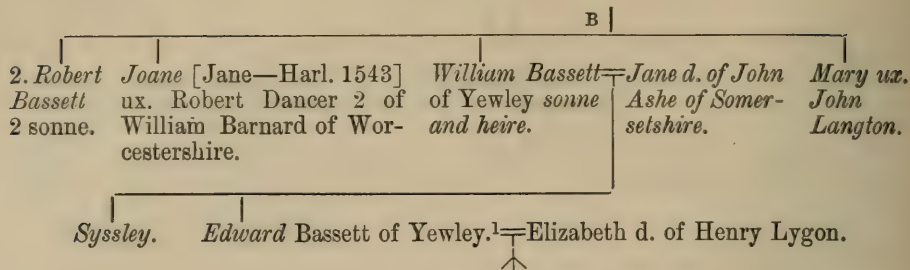 B
2. Robert Bassett 2 sonne.
Joane [Jane—Harl. 1543] ux. Robert Dancer 2 of William Barnard of Worcestershire.
William Bassett of Yewley sonne and heire.
Jane d. of John Ashe of Somersetshire.
Mary ux. John Langton.
Syssley.
Edward Bassett of Yewley.¹
Elizabeth d. of Henry Lygon.